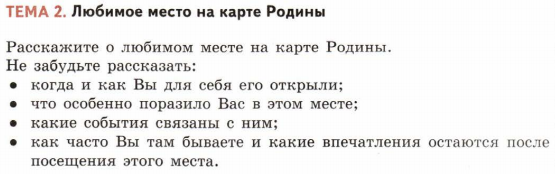 ТЕМА 2. Любимое место на карте Родины
Расскажите о любимом месте на карте Родины.
Не забудьте рассказать:
• когда и как Вы для себя его открыли;
• что особенно поразило Вас в этом месте;
• какие события связаны с ним;
• как часто Вы там бываете и какие впечатления остаются после
посещения этого места.